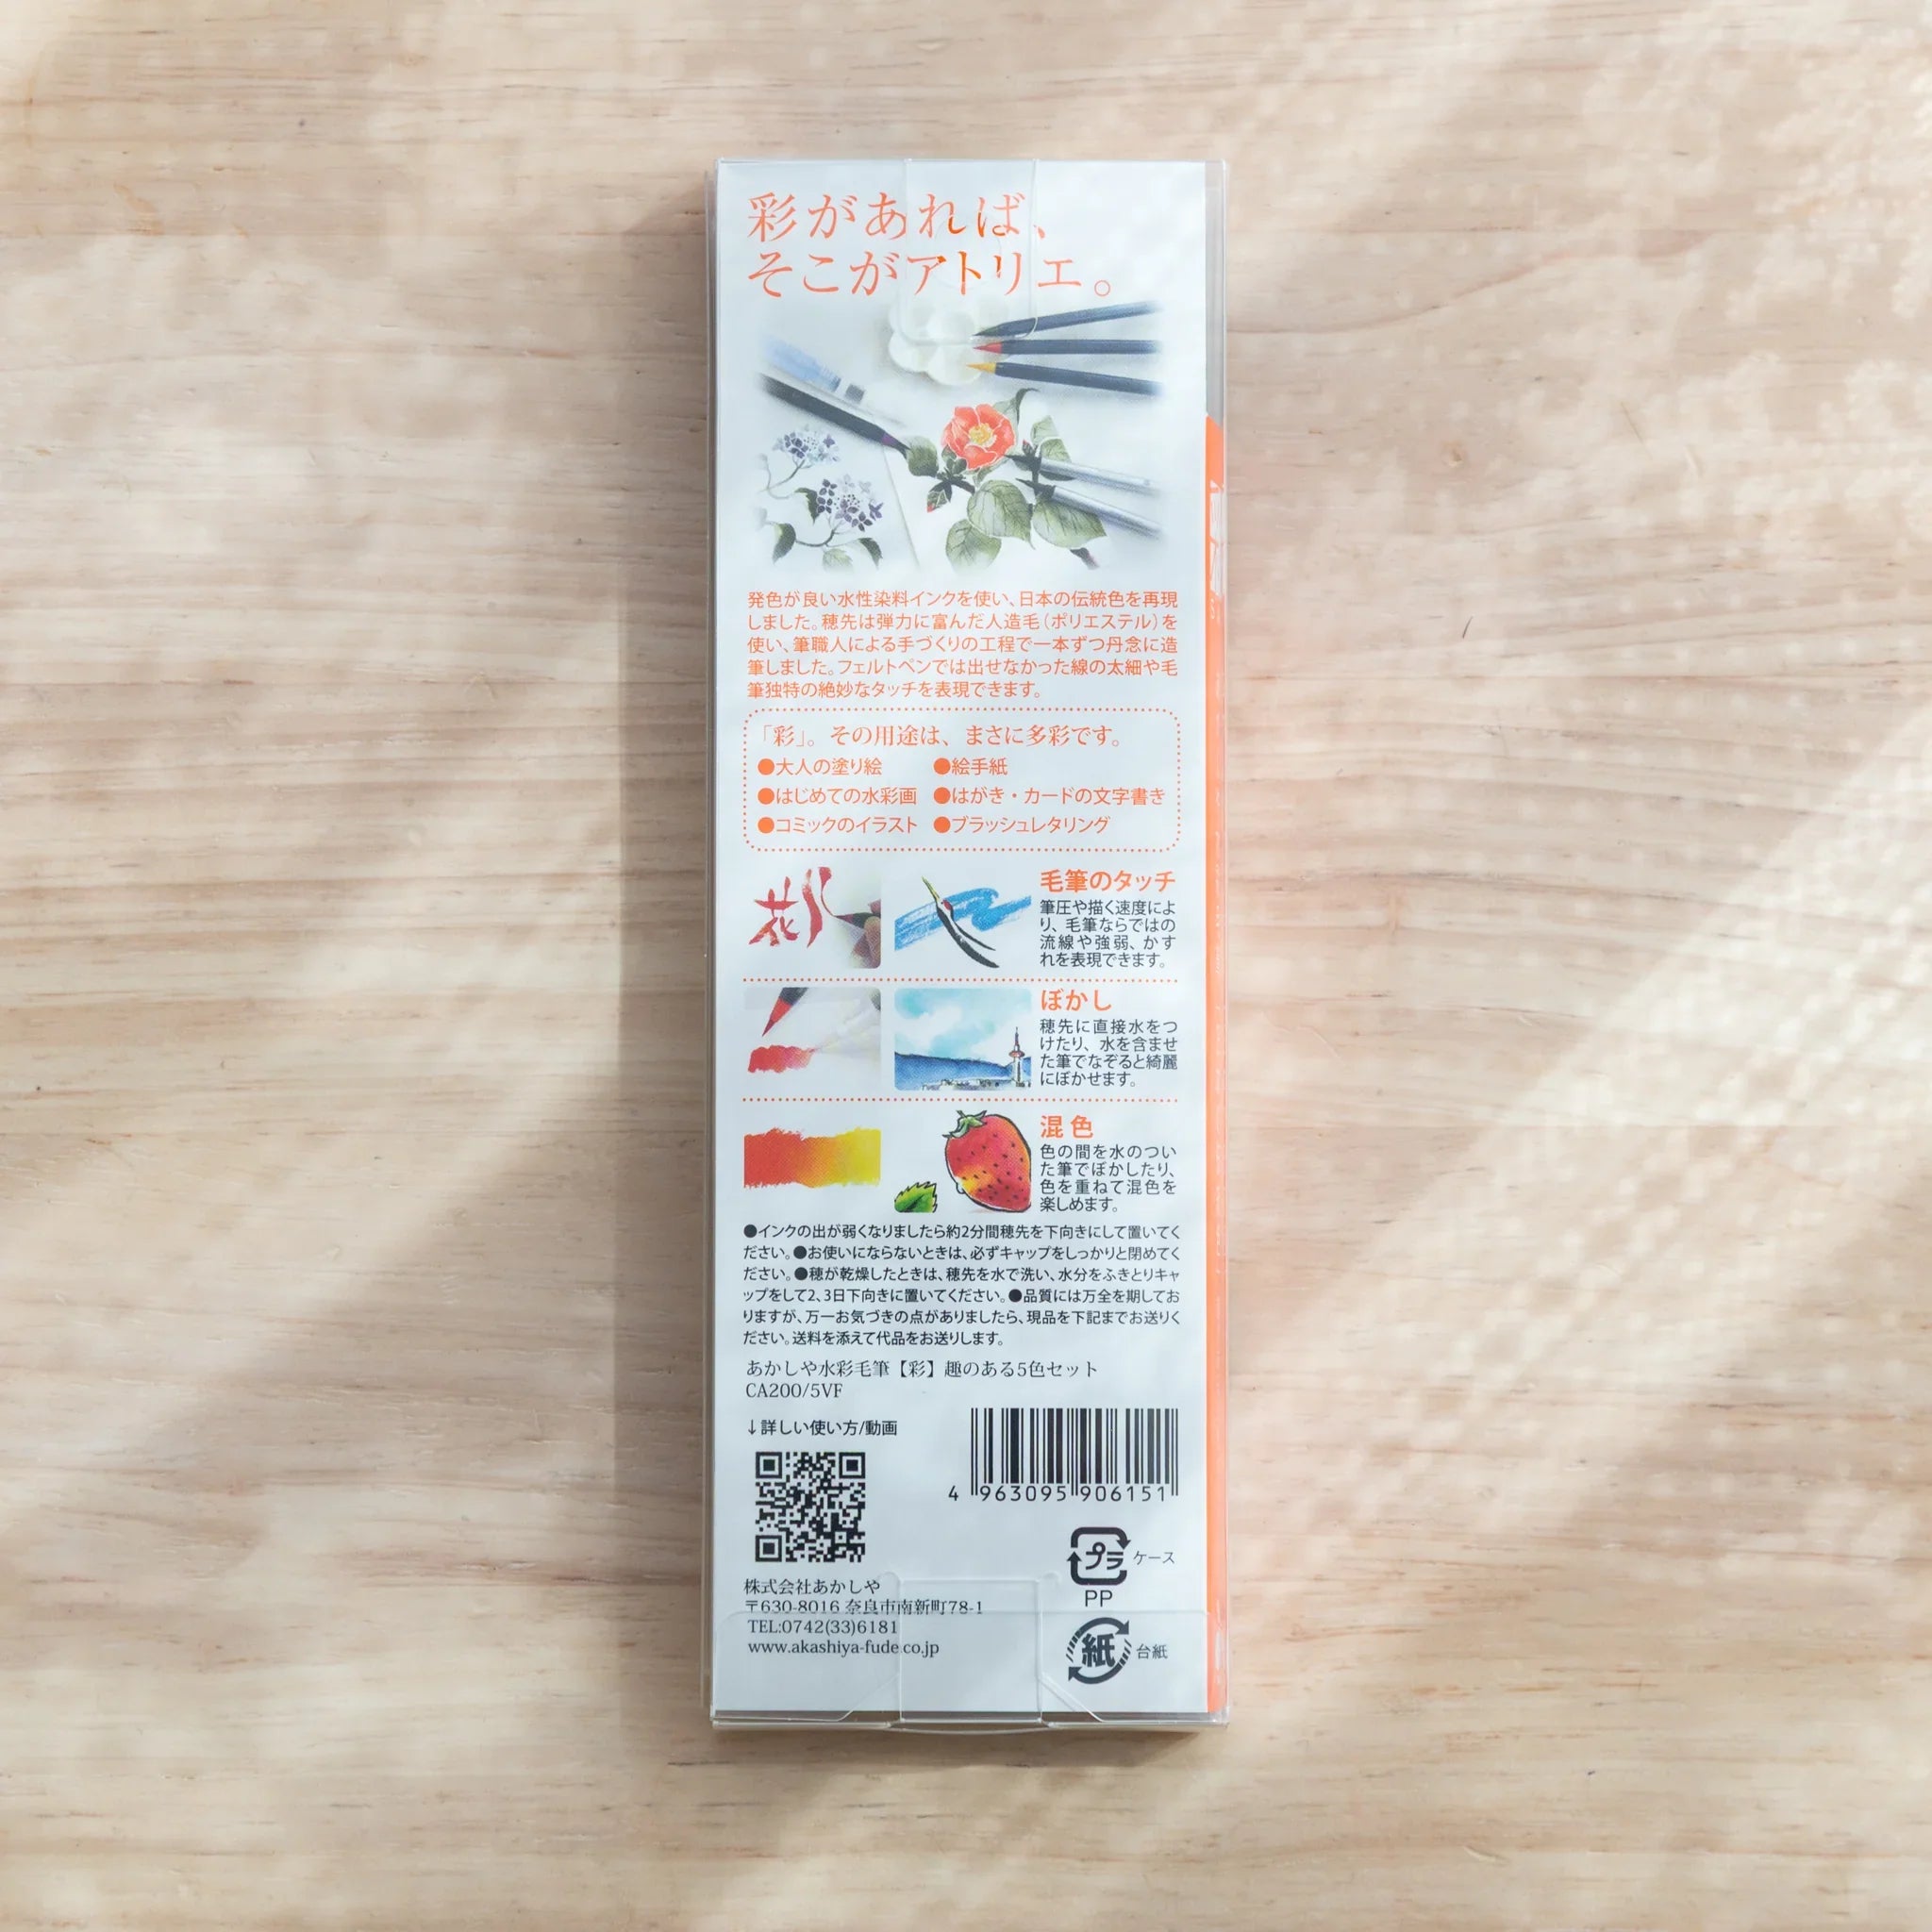 彩があれば、
そこがアトリエ。
発色が良い水性染料インクを使い、日本の伝統色を再現
しました。穂先は弾力に富んだ人造毛(ポリエステル)を
使い、筆職人による手づくりの工程で一本ずつ丹念に造
筆しました。フェルトペンでは出せなかった線の太細や毛
筆独特の絶妙なタッチを表現できます。
「彩」。その用途は、まさに多彩です。
●大人の塗り絵 ●絵手紙
●はじめての水彩画 ●はがき・カードの文字書き
●コミックのイラスト ●ブラッシュレタリング
花
毛筆のタッチ
筆圧や描く速度によ
り、毛筆ならではの
流線や強弱、かす
れを表現できます。
ぼかし
穂先に直接水をつ
けたり、水を含ませ
た筆でなぞると綺麗
にぼかせます。
混色
色の間を水のつい
た筆でぼかしたり、
色を重ねて混色を
楽しめます。
●インクの出が弱くなりましたら約2分間穂先を下向きにして置いてく
ださい。●お使いにならないときは、必ずキャップをしっかりと閉めてく
ださい。●穂が乾燥したときは、穂先を水で洗い、水分をふきとりキャ
ップをして2、3日下向きに置いてください。●品質には万全を期してお
りますが、万一お気づきの点がありましたら、現品を下記までお送りく
ださい。送料を添えて代品をお送りします。
あかしや水彩毛筆【彩】趣のある5色セット
CA200/5VF
↓詳しい使い方/動画
4 963095 906151
プラ ケース
PP
株式会社あかしや
〒630-8016 奈良市南新町78-1
TEL:0742(33)6181
www.akashiya-fude.co.jp
紙 台紙